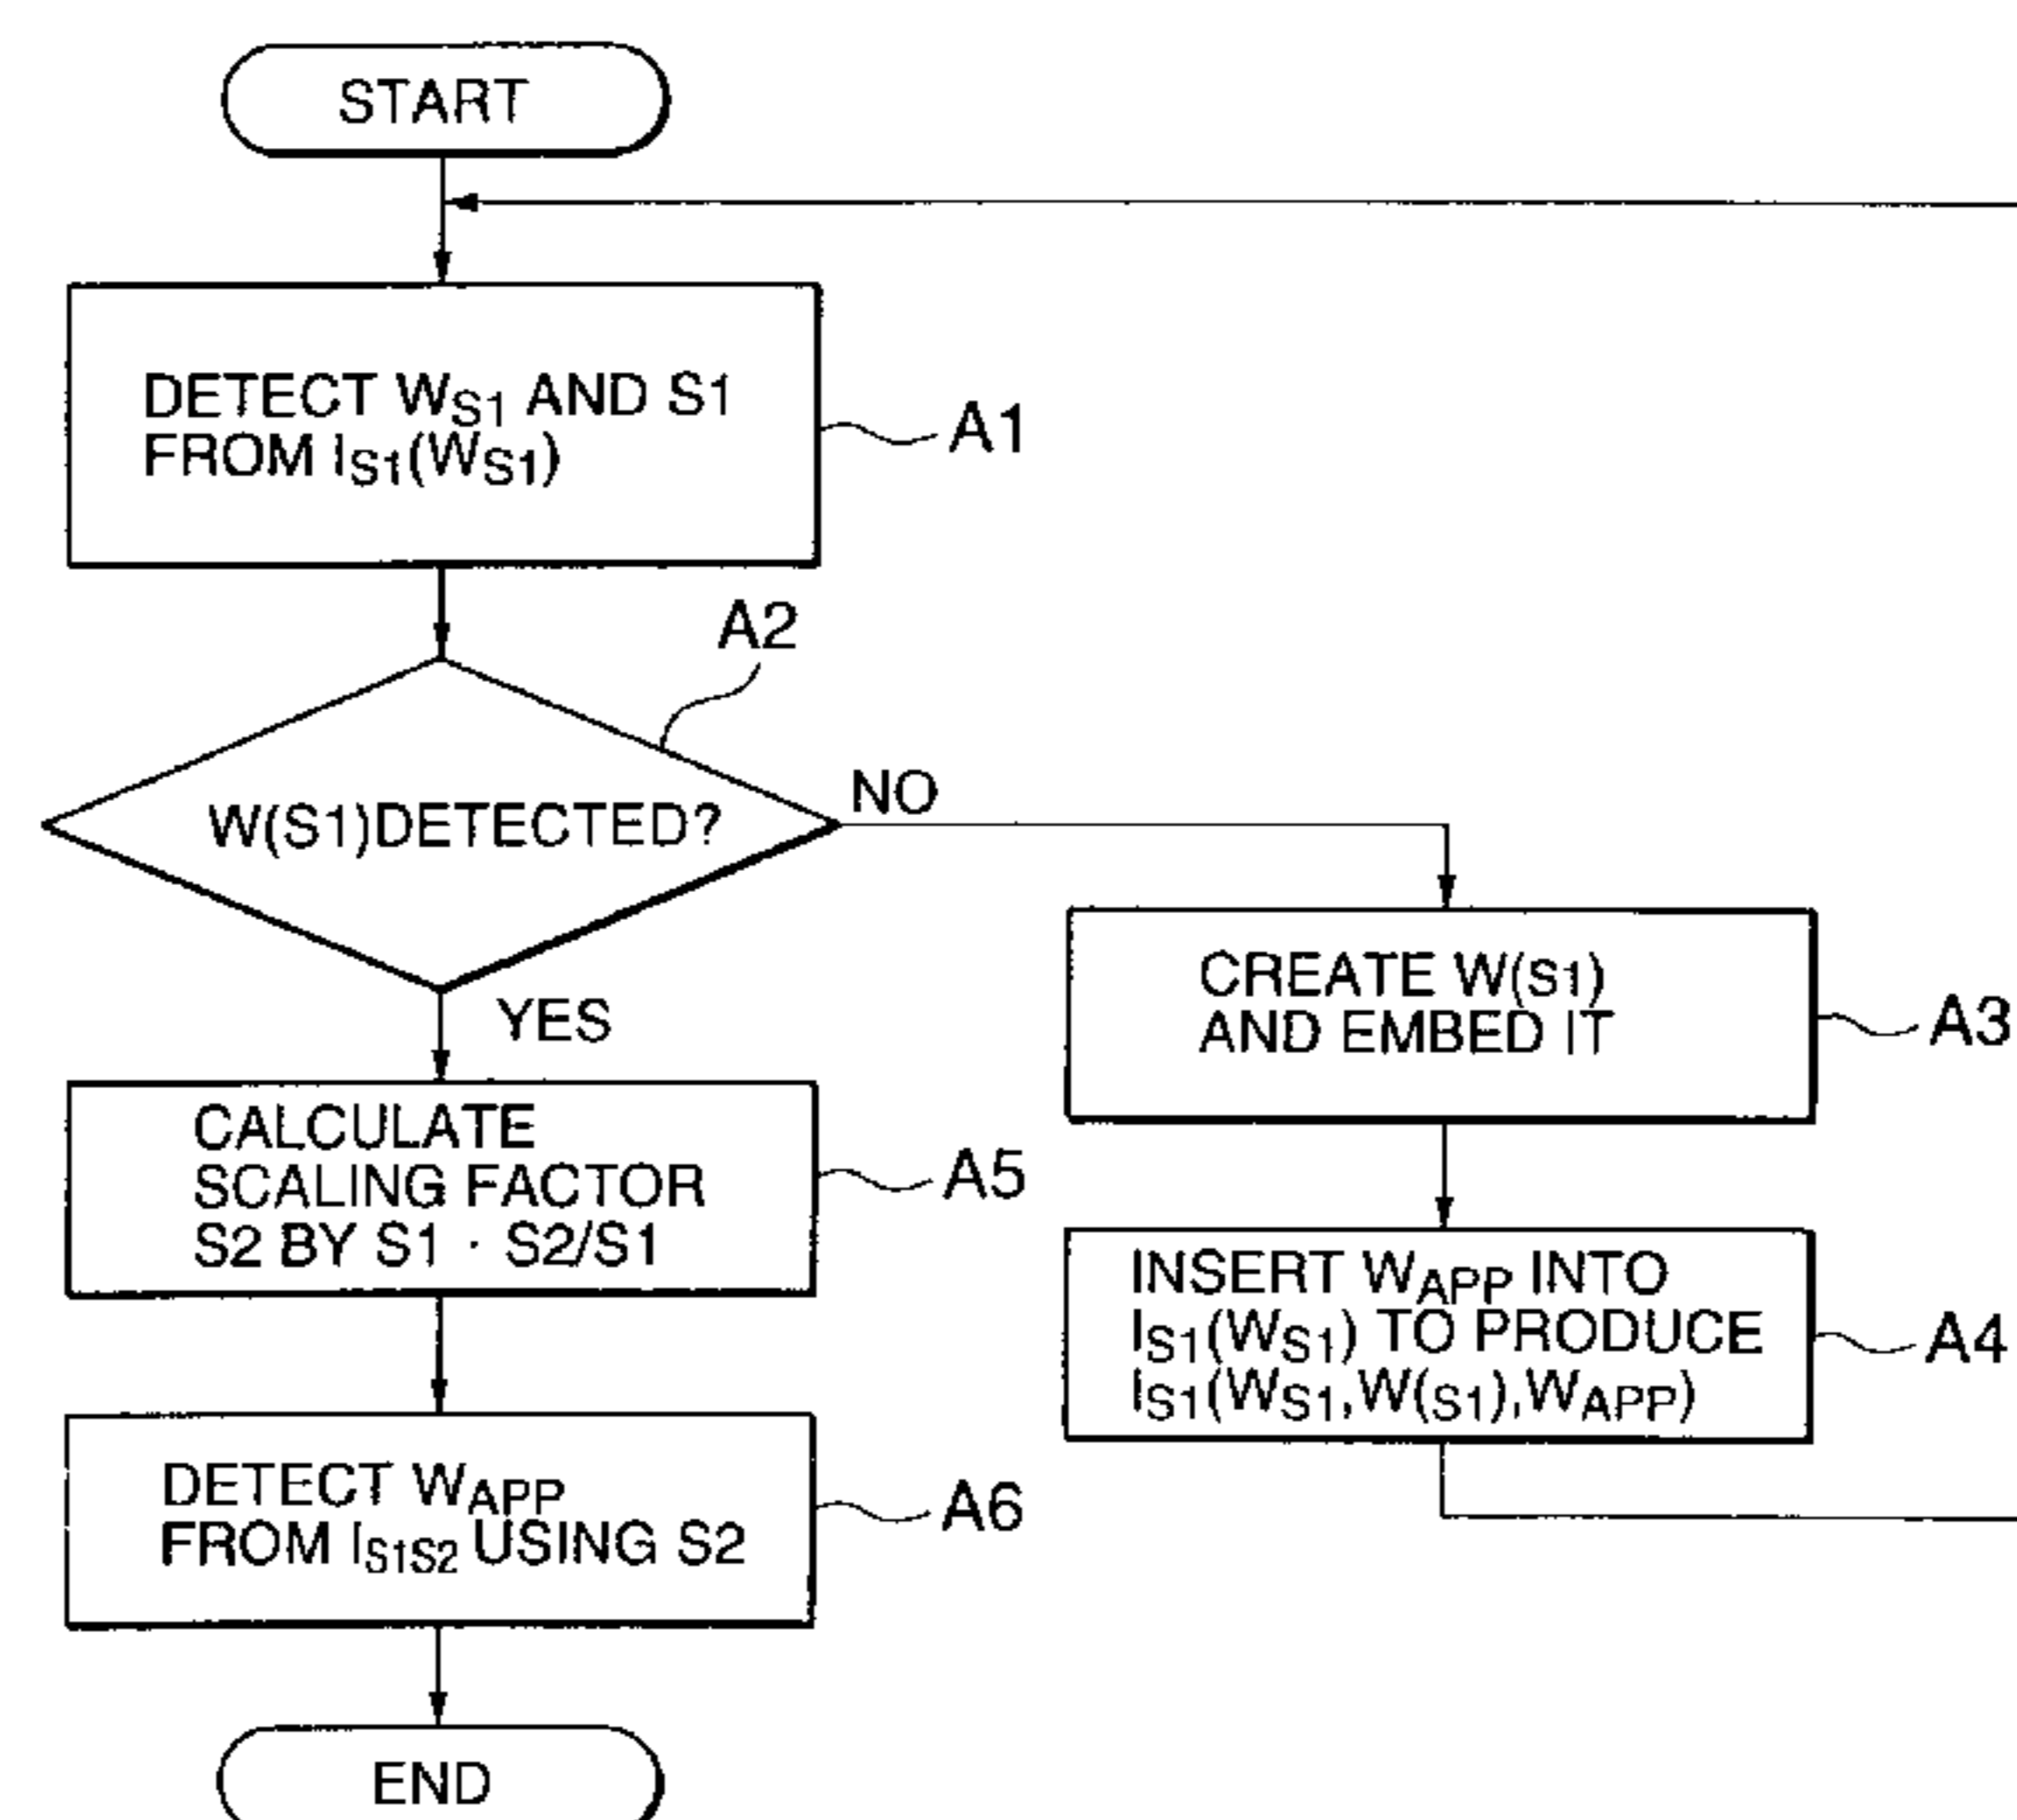 START
DETECT WS1 AND S1
FROM IS1(WS1)
A1
A2
W(S1)DETECTED?
NO
YES
CREATE W(S1)
AND EMBED IT
A3
CALCULATE
SCALING FACTOR
S2 BY S1 · S2/S1
A5
INSERT WAPP INTO
IS1(WS1) TO PRODUCE
IS1(WS1,W(S1),WAPP)
A4
DETECT WAPP
FROM IS1S2 USING S2
A6
END